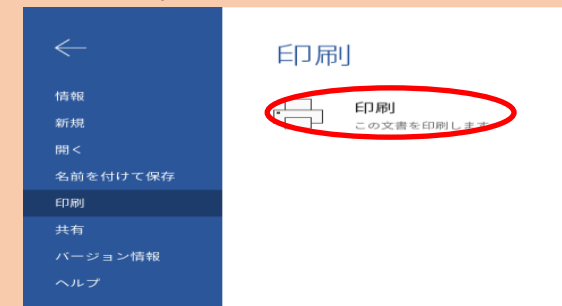 印刷
情報
新規
開く
名前を付けて保存
印刷
共有
バージョン情報
ヘルプ
印刷
この文書を印刷します